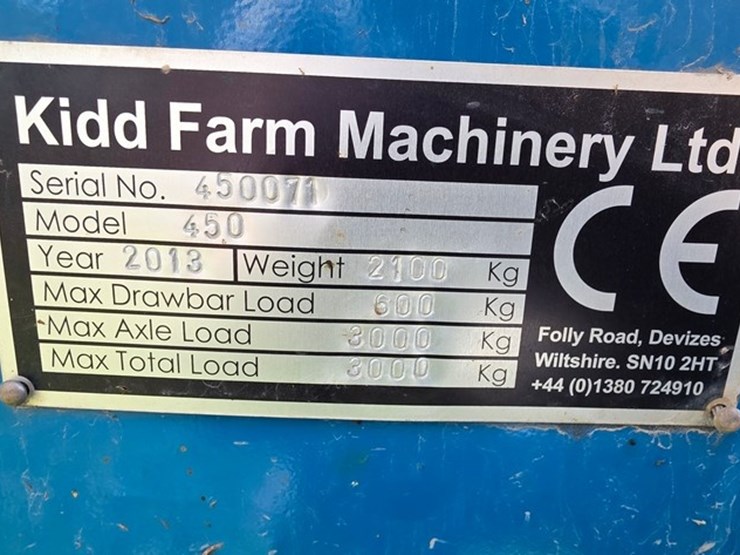 Kidd Farm Machinery Ltd
Serial No. 450071
Model 450
Year 2013 Weight 2100 Kg
Max Drawbar Load 600 Kg
Max Axle Load 3000 Kg
Max Total Load 3000 Kg
CE
Folly Road, Devizes
Wiltshire. SN10 2HT
+44 (0)1380 724910